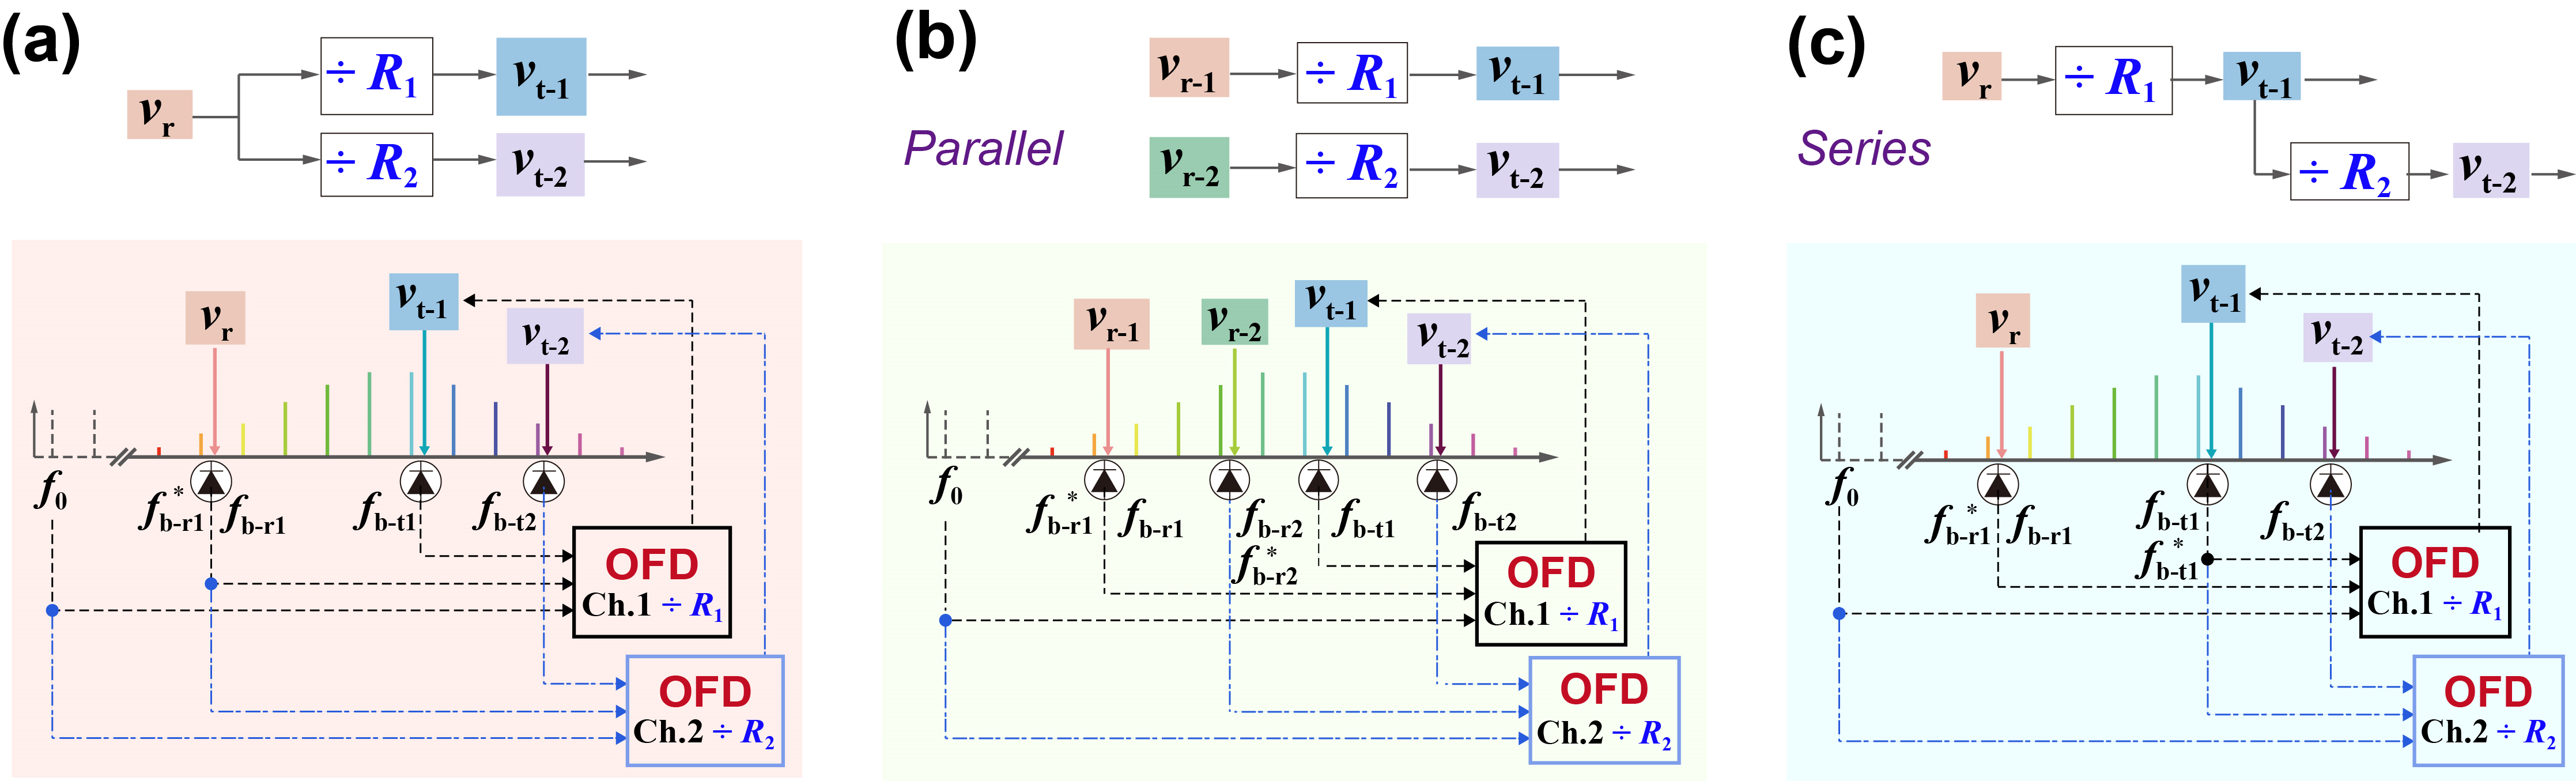 (a)
ν_r
÷ R_1
ν_t-1
÷ R_2
ν_t-2
ν_r
ν_t-1
ν_t-2
f_0
f_b-r1^*
f_b-r1
f_b-t1
f_b-t2
OFD
Ch.1 ÷ R_1
OFD
Ch.2 ÷ R_2
(b)
Parallel
ν_r-1
÷ R_1
ν_t-1
ν_r-2
÷ R_2
ν_t-2
ν_r-1
ν_r-2
ν_t-1
ν_t-2
f_0
f_b-r1^*
f_b-r1
f_b-r2
f_b-r2^*
f_b-t1
f_b-t2
OFD
Ch.1 ÷ R_1
OFD
Ch.2 ÷ R_2
(c)
Series
ν_r
÷ R_1
ν_t-1
÷ R_2
ν_t-2
ν_r
ν_t-1
ν_t-2
f_0
f_b-r1^*
f_b-r1
f_b-t1
f_b-t1^*
f_b-t2
OFD
Ch.1 ÷ R_1
OFD
Ch.2 ÷ R_2